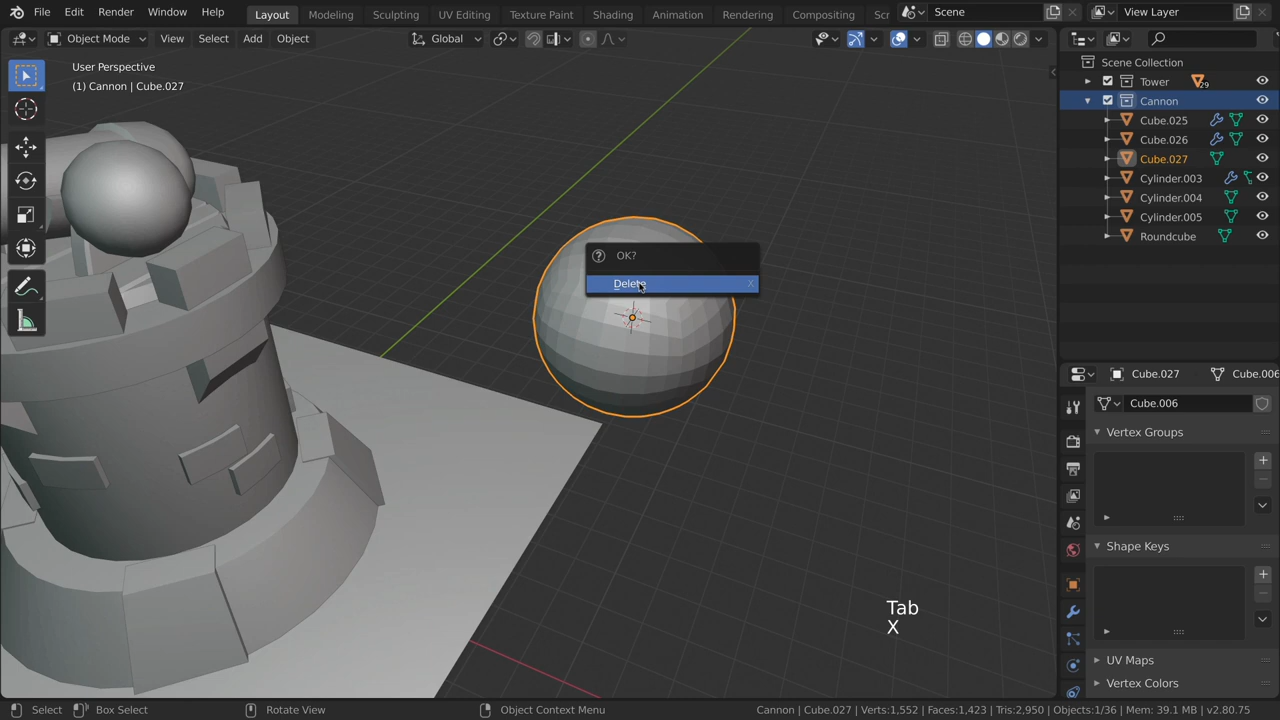 File Edit Render Window Help Layout Modeling Sculpting UV Editing Texture Paint Shading Animation Rendering Compositing Scr Scene View Layer
Object Mode View Select Add Object Global
User Perspective
(1) Cannon | Cube.027
Scene Collection
Tower 29
Cannon
Cube.025
Cube.026
Cube.027
Cylinder.003
Cylinder.004
Cylinder.005
Roundcube
OK?
Delete X
Cube.027 Cube.006
Cube.006
Vertex Groups
Shape Keys
UV Maps
Vertex Colors
Tab
X
Select Box Select Rotate View Object Context Menu Cannon | Cube.027 | Verts:1,552 | Faces:1,423 | Tris:2,950 | Objects:1/36 | Mem: 39.1 MB | v2.80.75